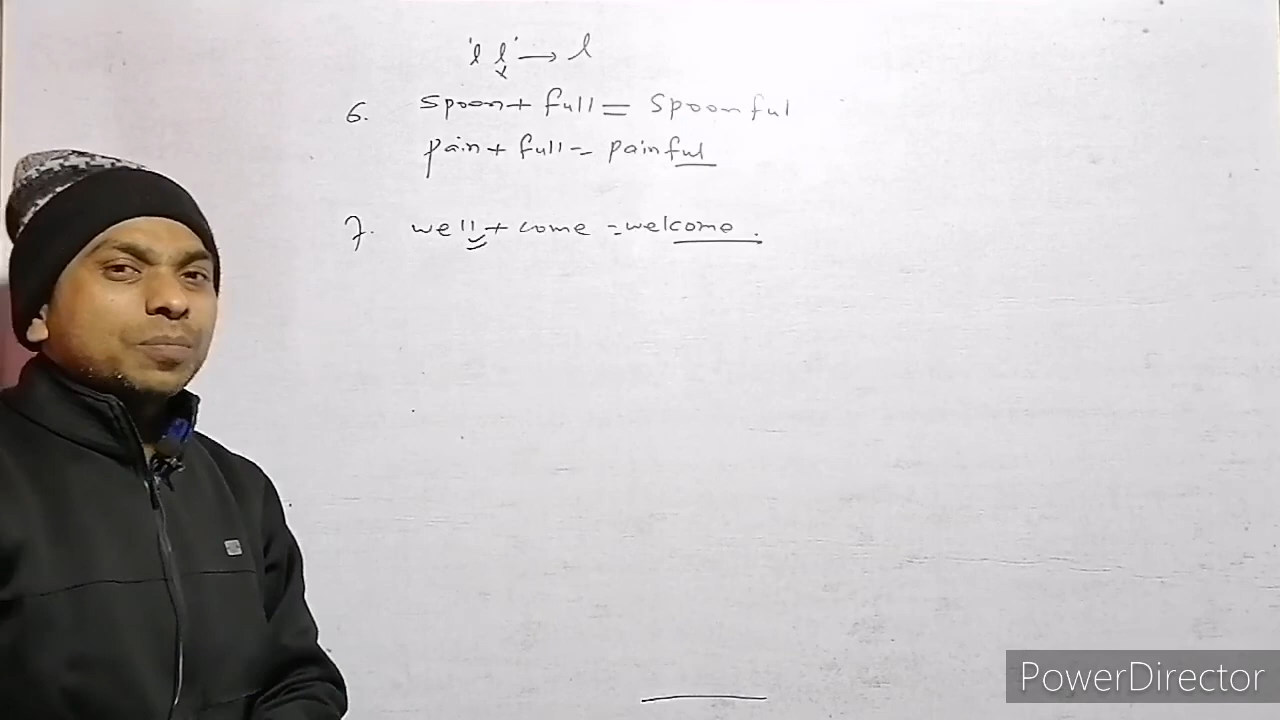 'l l' → l
6. Spoon + full = Spoonful
pain + full = painful
7. well + come = welcome.
PowerDirector